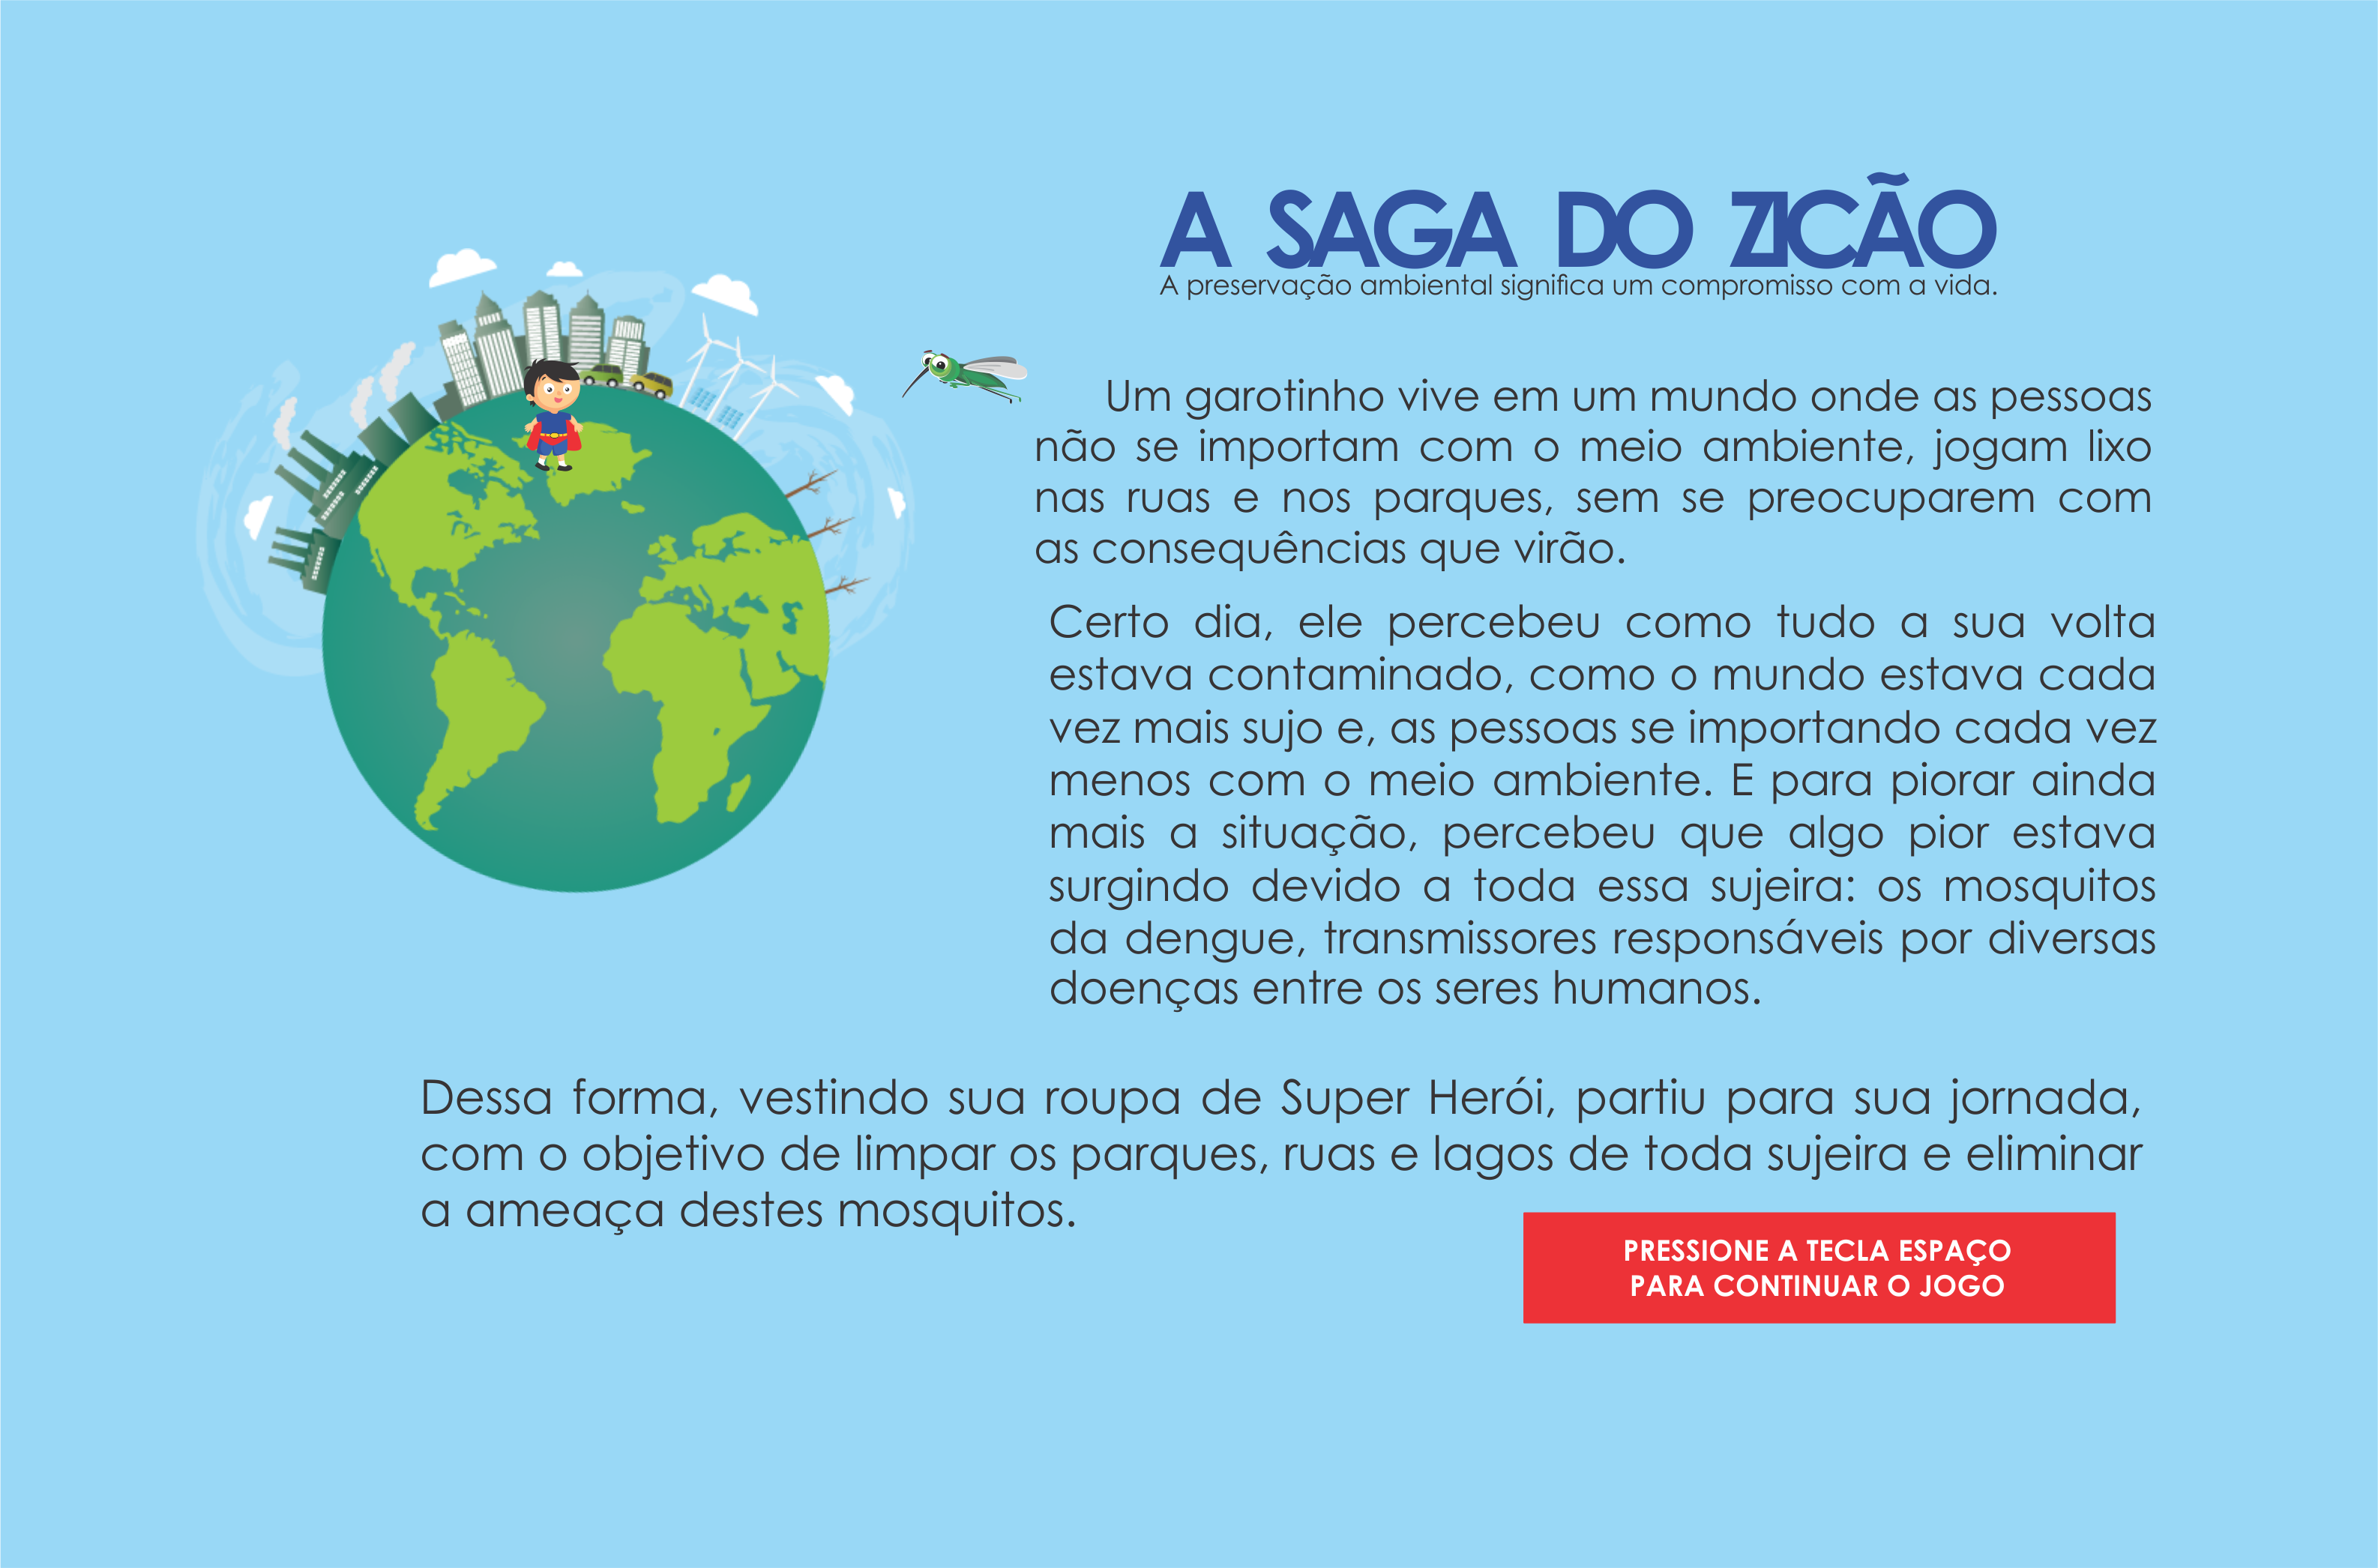 A SAGA DO ZICÃO
A preservação ambiental significa um compromisso com a vida.
Um garotinho vive em um mundo onde as pessoas
não se importam com o meio ambiente, jogam lixo
nas ruas e nos parques, sem se preocuparem com
as consequências que virão.
Certo dia, ele percebeu como tudo a sua volta
estava contaminado, como o mundo estava cada
vez mais sujo e, as pessoas se importando cada vez
menos com o meio ambiente. E para piorar ainda
mais a situação, percebeu que algo pior estava
surgindo devido a toda essa sujeira: os mosquitos
da dengue, transmissores responsáveis por diversas
doenças entre os seres humanos.
Dessa forma, vestindo sua roupa de Super Herói, partiu para sua jornada,
com o objetivo de limpar os parques, ruas e lagos de toda sujeira e eliminar
a ameaça destes mosquitos.
PRESSIONE A TECLA ESPAÇO
PARA CONTINUAR O JOGO